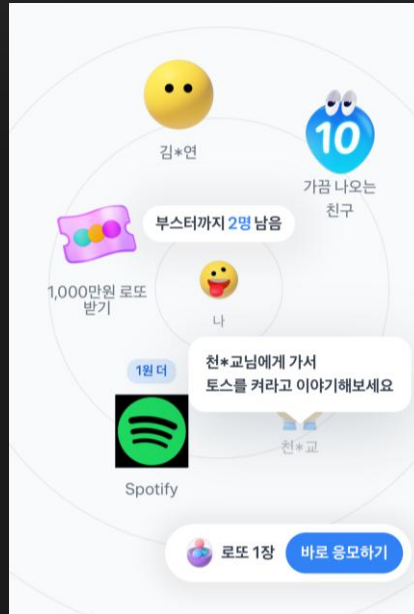 김*연
10
가끔 나오는
친구
부스터까지 2명 남음
1,000만원 로또
받기
나
1원 더
천*교님에게 가서
토스를 켜라고 이야기해보세요
천*교
Spotify
로또 1장
바로 응모하기